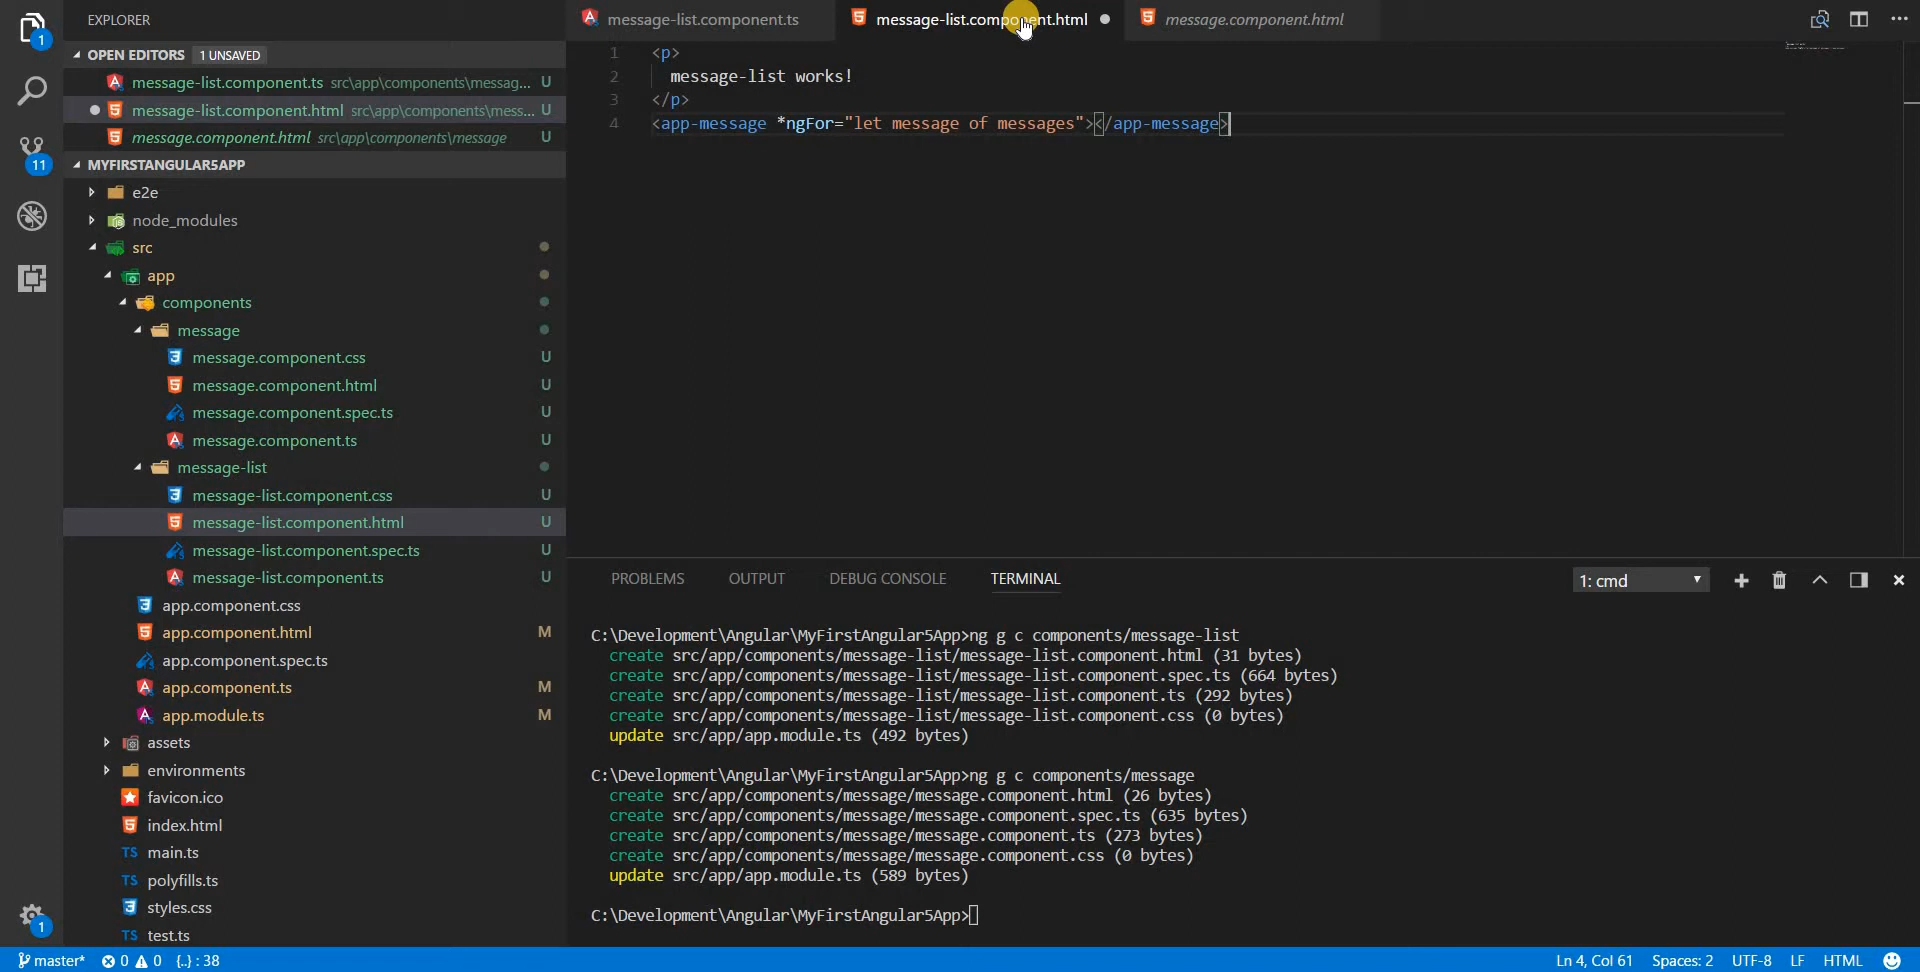 EXPLORER
OPEN EDITORS 1 UNSAVED
message-list.component.ts src\app\components\messag... U
message-list.component.html src\app\components\mess... U
message.component.html src\app\components\message U
MYFIRSTANGULAR5APP
e2e
node_modules
src
app
components
message
message.component.css U
message.component.html U
message.component.spec.ts U
message.component.ts U
message-list
message-list.component.css U
message-list.component.html U
message-list.component.spec.ts U
message-list.component.ts U
app.component.css
app.component.html M
app.component.spec.ts
app.component.ts M
app.module.ts M
assets
environments
favicon.ico
index.html
TS main.ts
TS polyfills.ts
styles.css
TS test.ts
1
11
1
message-list.component.ts message-list.component.html message.component.html
1 <p>
2 message-list works!
3 </p>
4 <app-message *ngFor="let message of messages"></app-message>
PROBLEMS OUTPUT DEBUG CONSOLE TERMINAL 1: cmd
C:\Development\Angular\MyFirstAngular5App>ng g c components/message-list
create src/app/components/message-list/message-list.component.html (31 bytes)
create src/app/components/message-list/message-list.component.spec.ts (664 bytes)
create src/app/components/message-list/message-list.component.ts (292 bytes)
create src/app/components/message-list/message-list.component.css (0 bytes)
update src/app/app.module.ts (492 bytes)
C:\Development\Angular\MyFirstAngular5App>ng g c components/message
create src/app/components/message/message.component.html (26 bytes)
create src/app/components/message/message.component.spec.ts (635 bytes)
create src/app/components/message/message.component.ts (273 bytes)
create src/app/components/message/message.component.css (0 bytes)
update src/app/app.module.ts (589 bytes)
C:\Development\Angular\MyFirstAngular5App>
master* 0 0 {..} : 38 Ln 4, Col 61 Spaces: 2 UTF-8 LF HTML